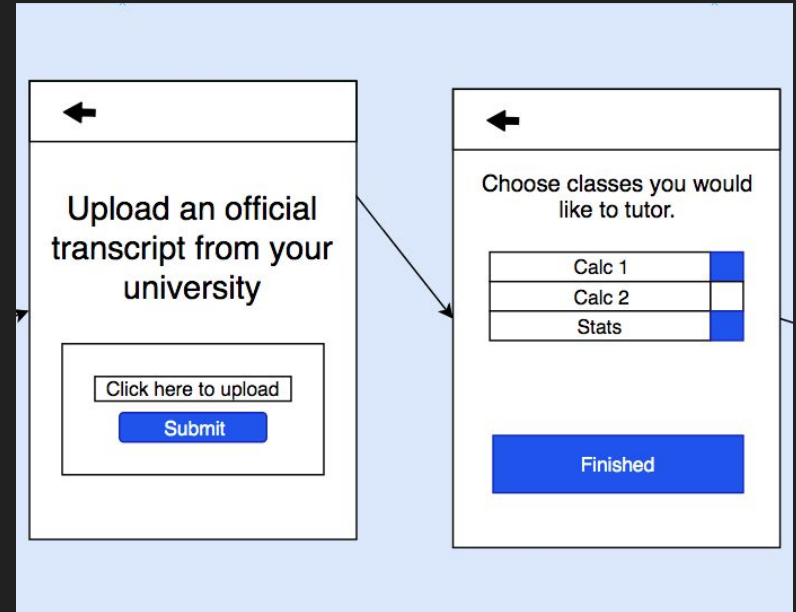 Upload an official
transcript from your
university
Click here to upload
Submit
Choose classes you would
like to tutor.
Calc 1
Calc 2
Stats
Finished